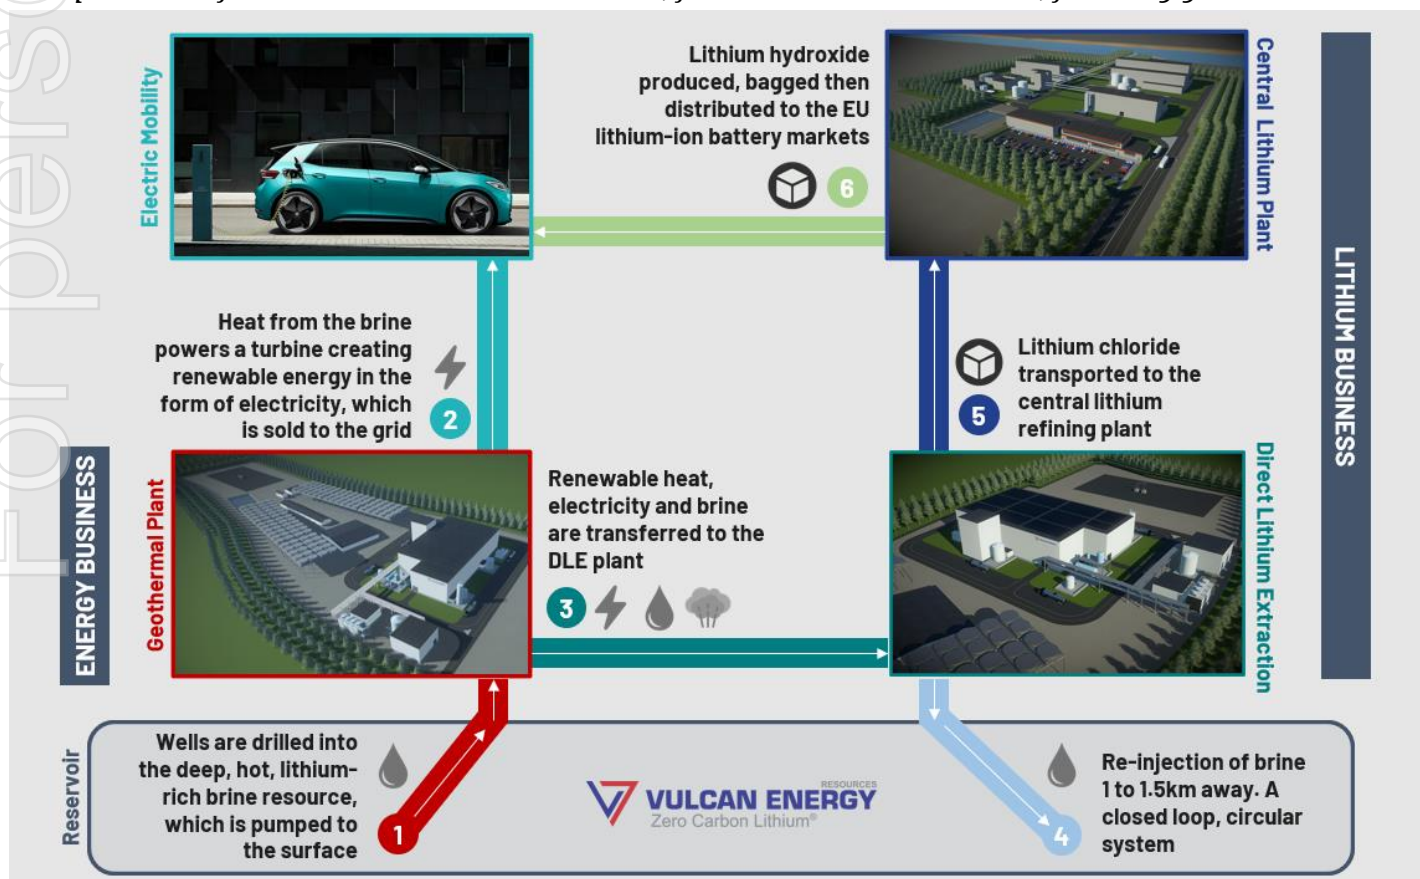 For perso
Electric Mobility
Lithium hydroxide
produced, bagged then
distributed to the EU
lithium-ion battery markets
6
Central Lithium Plant
LITHIUM BUSINESS
Heat from the brine
powers a turbine creating
renewable energy in the
form of electricity, which
is sold to the grid
2
5
Lithium chloride
transported to the
central lithium
refining plant
ENERGY BUSINESS
Geothermal Plant
Renewable heat,
electricity and brine
are transferred to the
DLE plant
3
Direct Lithium Extraction
Reservoir
Wells are drilled into
the deep, hot, lithium-
rich brine resource,
which is pumped to
the surface
1
RESOURCES
VULCAN ENERGY
Zero Carbon Lithium®
4
Re-injection of brine
1 to 1.5km away. A
closed loop, circular
system